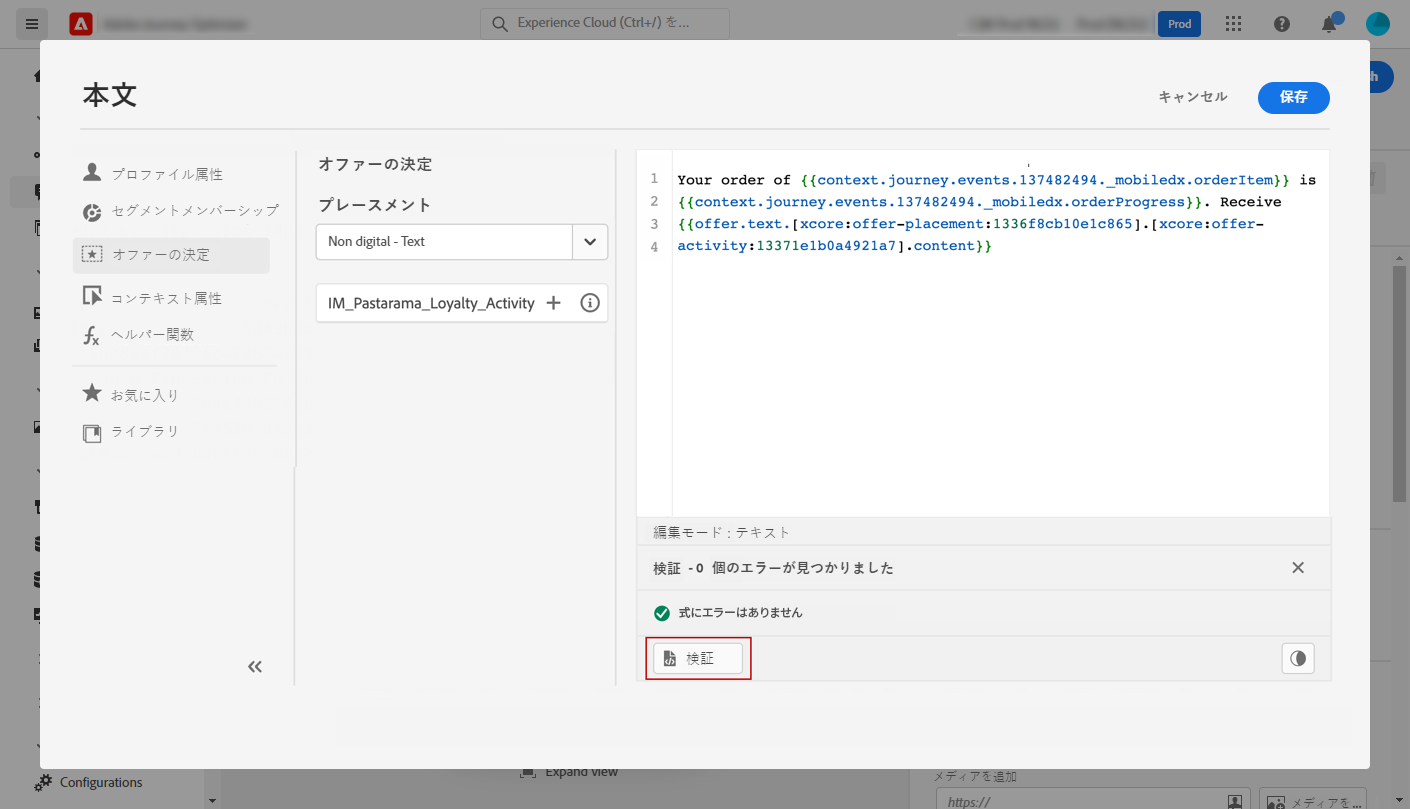 Experience Cloud (Ctrl+/) を...
Prod
本文
キャンセル
保存
プロファイル属性
セグメントメンバーシップ
オファーの決定
コンテキスト属性
ヘルパー関数
お気に入り
ライブラリ
オファーの決定
プレースメント
Non digital - Text
IM_Pastarama_Loyalty_Activity
1
2
3
4
Your order of {{context.journey.events.137482494._mobiledx.orderItem}} is
{{context.journey.events.137482494._mobiledx.orderProgress}}. Receive
{{offer.text.[xcore:offer-placement:1336f8cb10e1c865].[xcore:offer-
activity:13371e1b0a4921a7].content}}
編集モード : テキスト
検証 - 0 個のエラーが見つかりました
式にエラーはありません
検証
Configurations
Expand view
メディアを追加
https://
メディアを...